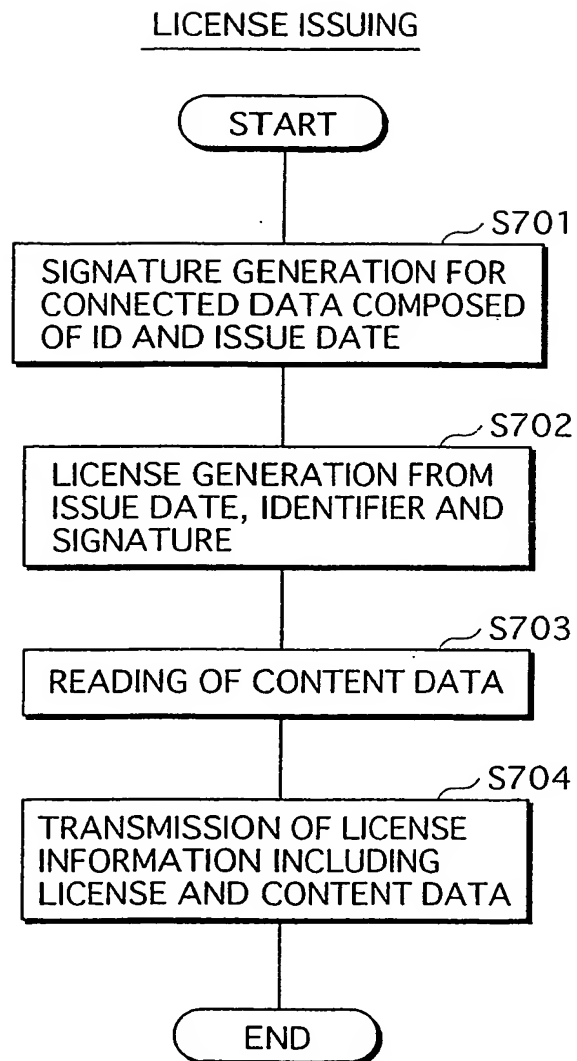 LICENSE ISSUING
START
S701
SIGNATURE GENERATION FOR
CONNECTED DATA COMPOSED
OF ID AND ISSUE DATE
S702
LICENSE GENERATION FROM
ISSUE DATE, IDENTIFIER AND
SIGNATURE
S703
READING OF CONTENT DATA
S704
TRANSMISSION OF LICENSE
INFORMATION INCLUDING
LICENSE AND CONTENT DATA
END